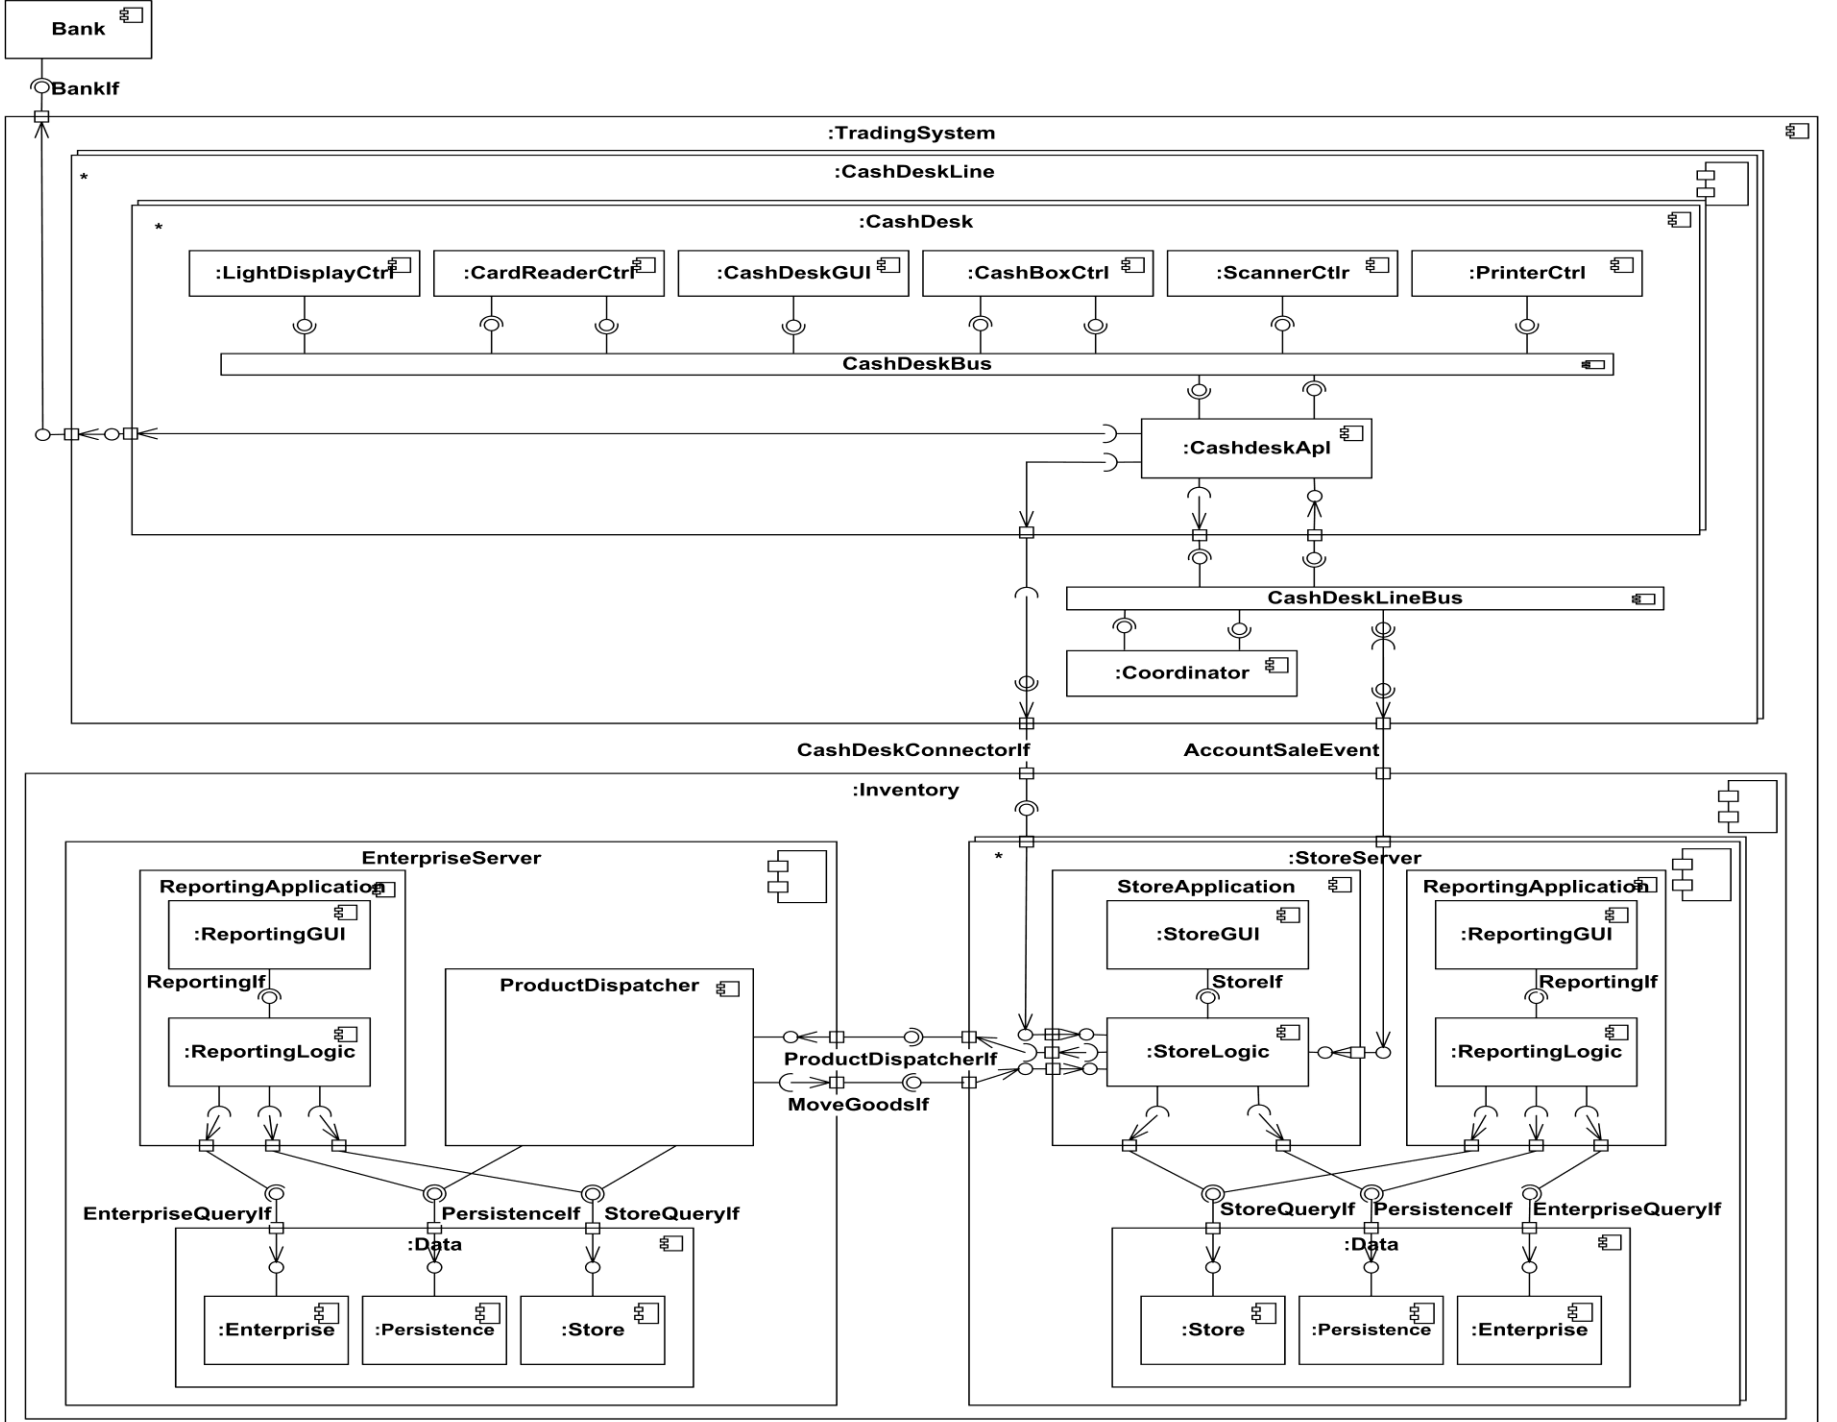 Bank
BankIf
:TradingSystem
:CashDeskLine
*
:CashDesk
*
:LightDisplayCtrl
:CardReaderCtrl
:CashDeskGUI
:CashBoxCtrl
:ScannerCtlr
:PrinterCtrl
CashDeskBus
:CashdeskApl
CashDeskLineBus
:Coordinator
CashDeskConnectorIf
AccountSaleEvent
:Inventory
EnterpriseServer
*
:StoreServer
ReportingApplication
StoreApplication
ReportingApplication
:ReportingGUI
:StoreGUI
:ReportingGUI
ReportingIf
ProductDispatcher
StoreIf
ReportingIf
:ReportingLogic
ProductDispatcherIf
:StoreLogic
:ReportingLogic
MoveGoodsIf
EnterpriseQueryIf
PersistenceIf
StoreQueryIf
StoreQueryIf
PersistenceIf
EnterpriseQueryIf
:Data
:Data
:Enterprise
:Persistence
:Store
:Store
:Persistence
:Enterprise